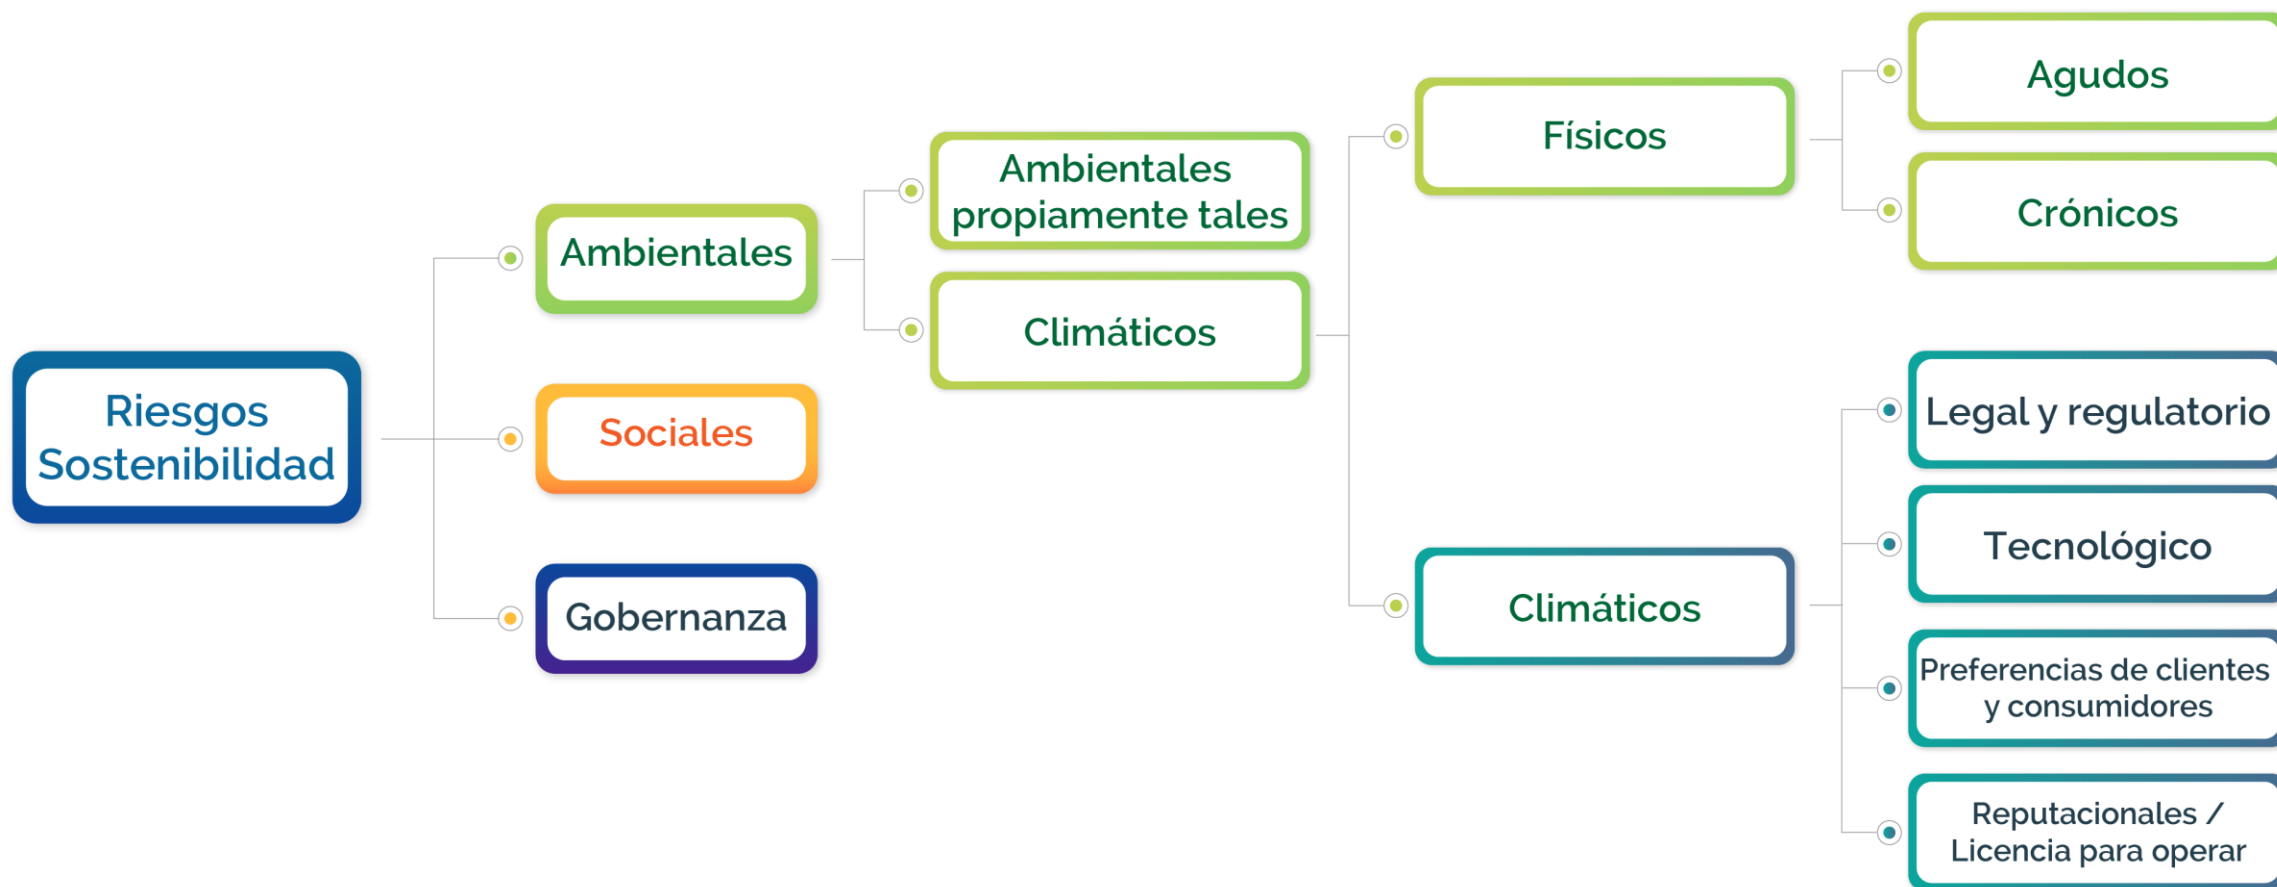 Riesgos
Sostenibilidad
Ambientales
Sociales
Gobernanza
Ambientales
propiamente tales
Climáticos
Físicos
Climáticos
Agudos
Crónicos
Legal y regulatorio
Tecnológico
Preferencias de clientes
y consumidores
Reputacionales /
Licencia para operar